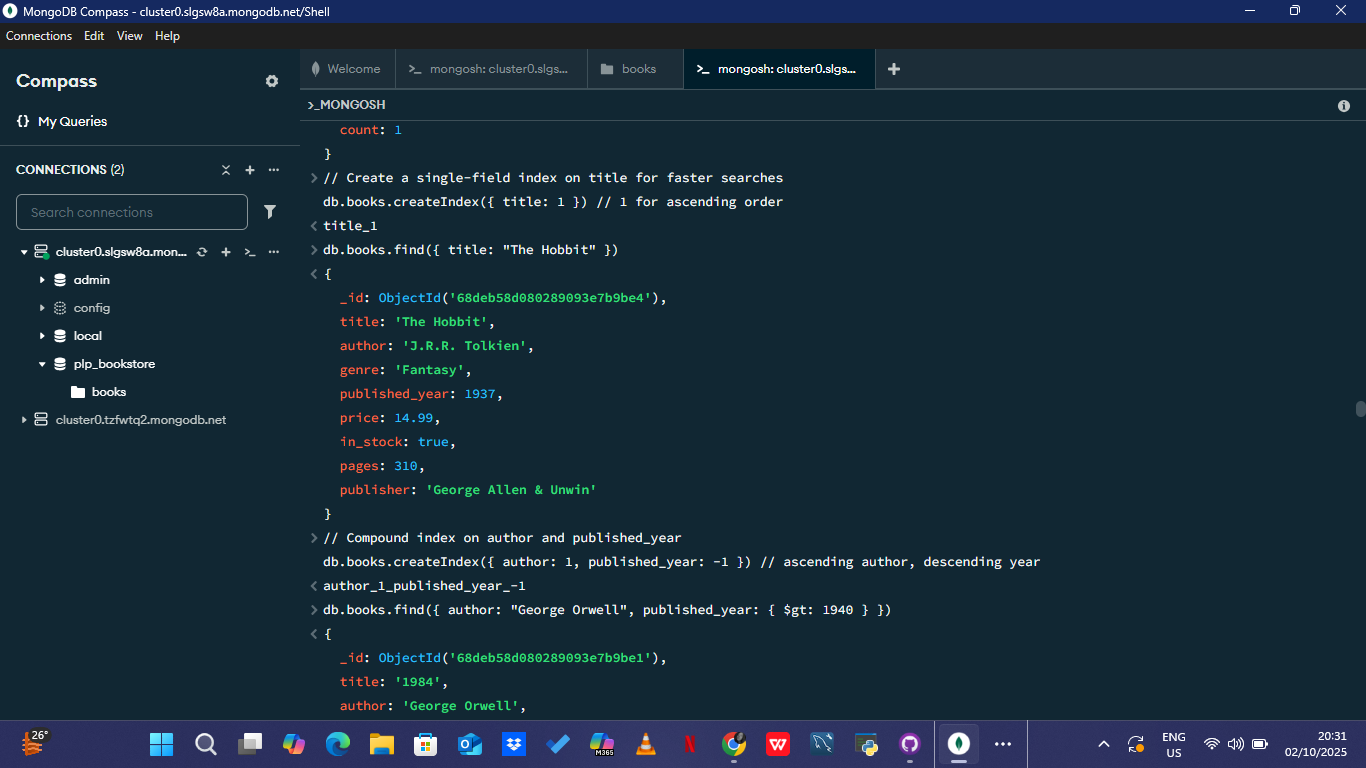 MongoDB Compass - cluster0.slgsw8a.mongodb.net/Shell
Connections Edit View Help
Compass
{} My Queries
CONNECTIONS (2)
Search connections
cluster0.slgsw8a.mon...
admin
config
local
plp_bookstore
books
cluster0.tzfwtq2.mongodb.net
Welcome
>_ mongosh: cluster0.slgs...
books
>_ mongosh: cluster0.slgs...
>_MONGOSH
count: 1
}
> // Create a single-field index on title for faster searches
db.books.createIndex({ title: 1 }) // 1 for ascending order
< title_1
> db.books.find({ title: "The Hobbit" })
< {
_id: ObjectId('68deb58d080289093e7b9be4'),
title: 'The Hobbit',
author: 'J.R.R. Tolkien',
genre: 'Fantasy',
published_year: 1937,
price: 14.99,
in_stock: true,
pages: 310,
publisher: 'George Allen & Unwin'
}
> // Compound index on author and published_year
db.books.createIndex({ author: 1, published_year: -1 }) // ascending author, descending year
< author_1_published_year_-1
> db.books.find({ author: "George Orwell", published_year: { $gt: 1940 } })
< {
_id: ObjectId('68deb58d080289093e7b9be1'),
title: '1984',
author: 'George Orwell',
26°
M365
ENG
US
20:31
02/10/2025